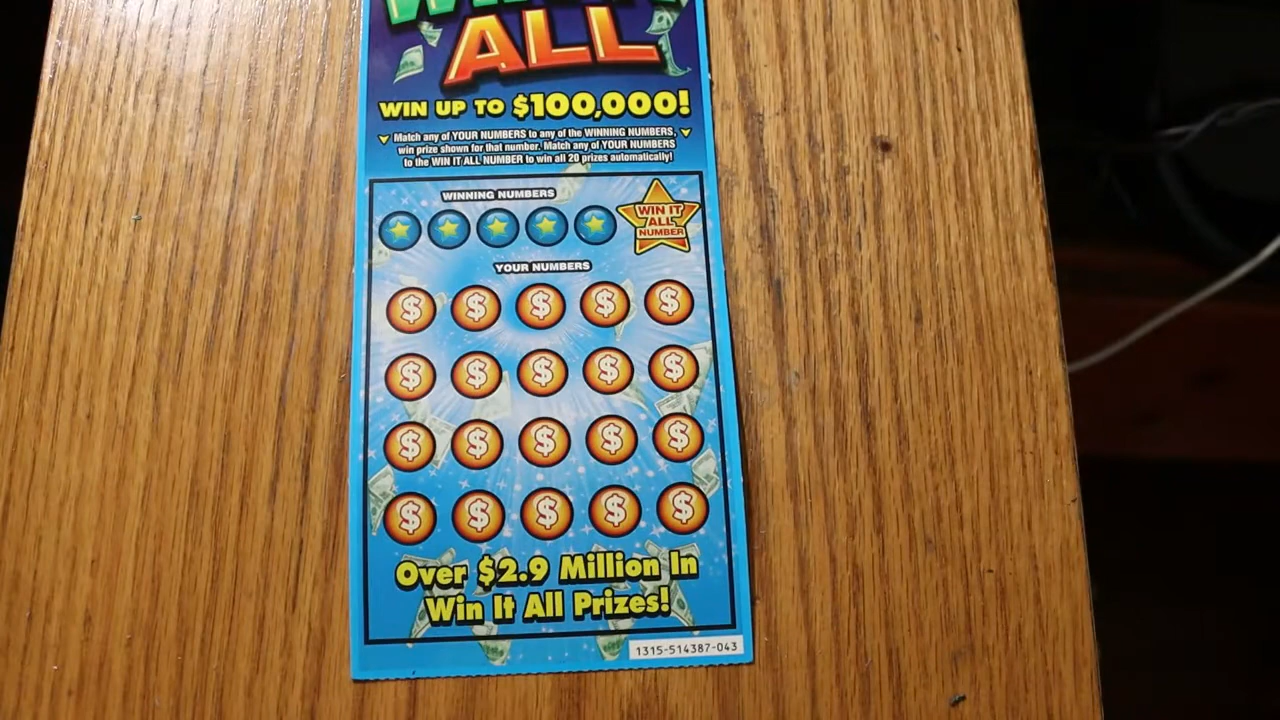 ALL
WIN UP TO $100,000!
Match any of YOUR NUMBERS to any of the WINNING NUMBERS,
win prize shown for that number. Match any of YOUR NUMBERS
to the WIN IT ALL NUMBER to win all 20 prizes automatically!
WINNING NUMBERS
WIN IT
ALL
NUMBER
YOUR NUMBERS
$ $ $ $ $
$ $ $ $ $
$ $ $ $ $
$ $ $ $ $
Over $2.9 Million In
Win It All Prizes!
1315-514387-043